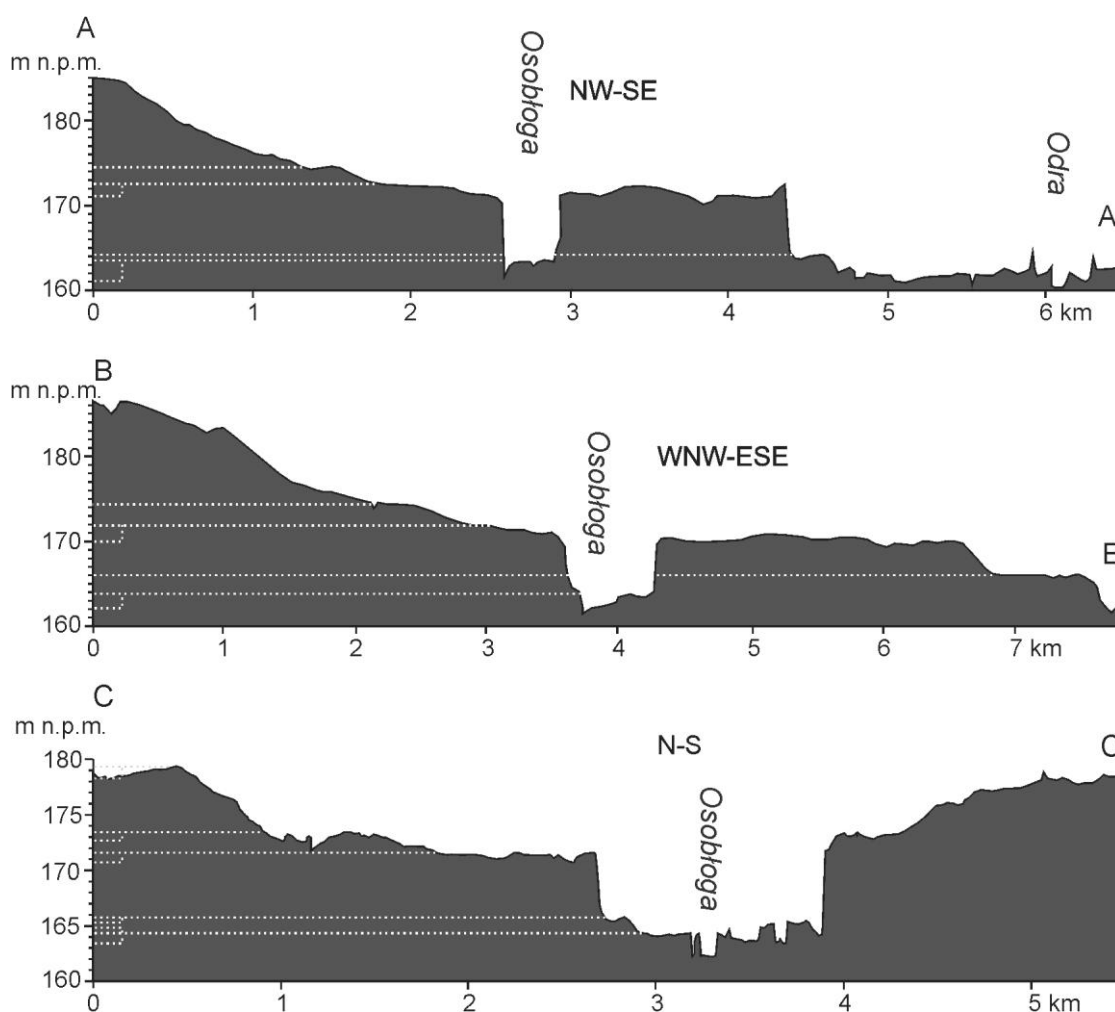 A
m n.p.m.
Osobłoga
NW-SE
Odra
A
180
170
160
0 1 2 3 4 5 6 km
B
m n.p.m.
Osobłoga
WNW-ESE
180
170
160
0 1 2 3 4 5 6 7 km
C
m n.p.m.
N-S
Osobłoga
180
175
170
165
160
0 1 2 3 4 5 km